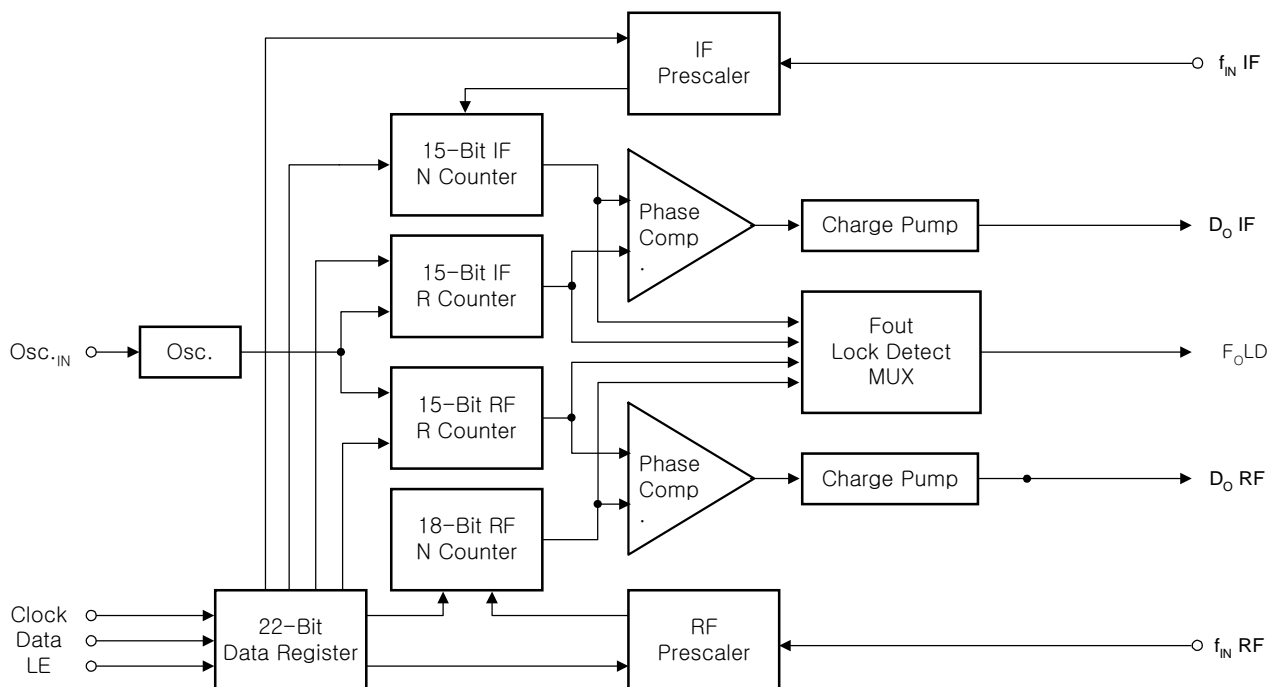 IF
Prescaler
f_IN IF
15-Bit IF
N Counter
Phase
Comp
.
Charge Pump
D_O IF
15-Bit IF
R Counter
Osc._IN
Osc.
Fout
Lock Detect
MUX
F_OLD
15-Bit RF
R Counter
Phase
Comp
.
Charge Pump
D_O RF
18-Bit RF
N Counter
Clock
Data
LE
22-Bit
Data Register
RF
Prescaler
f_IN RF